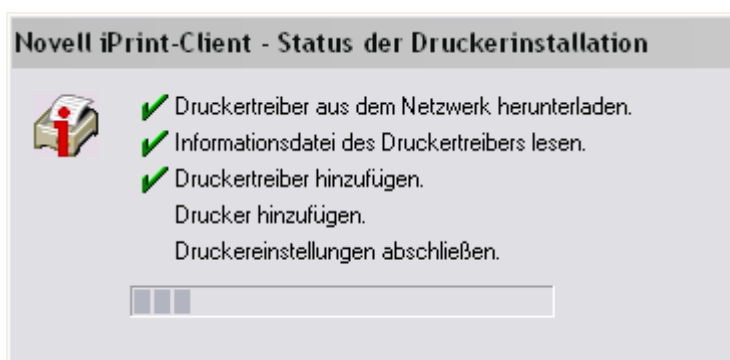 Novell iPrint-Client - Status der Druckerinstallation
Druckertreiber aus dem Netzwerk herunterladen.
Informationsdatei des Druckertreibers lesen.
Druckertreiber hinzufügen.
Drucker hinzufügen.
Druckereinstellungen abschließen.